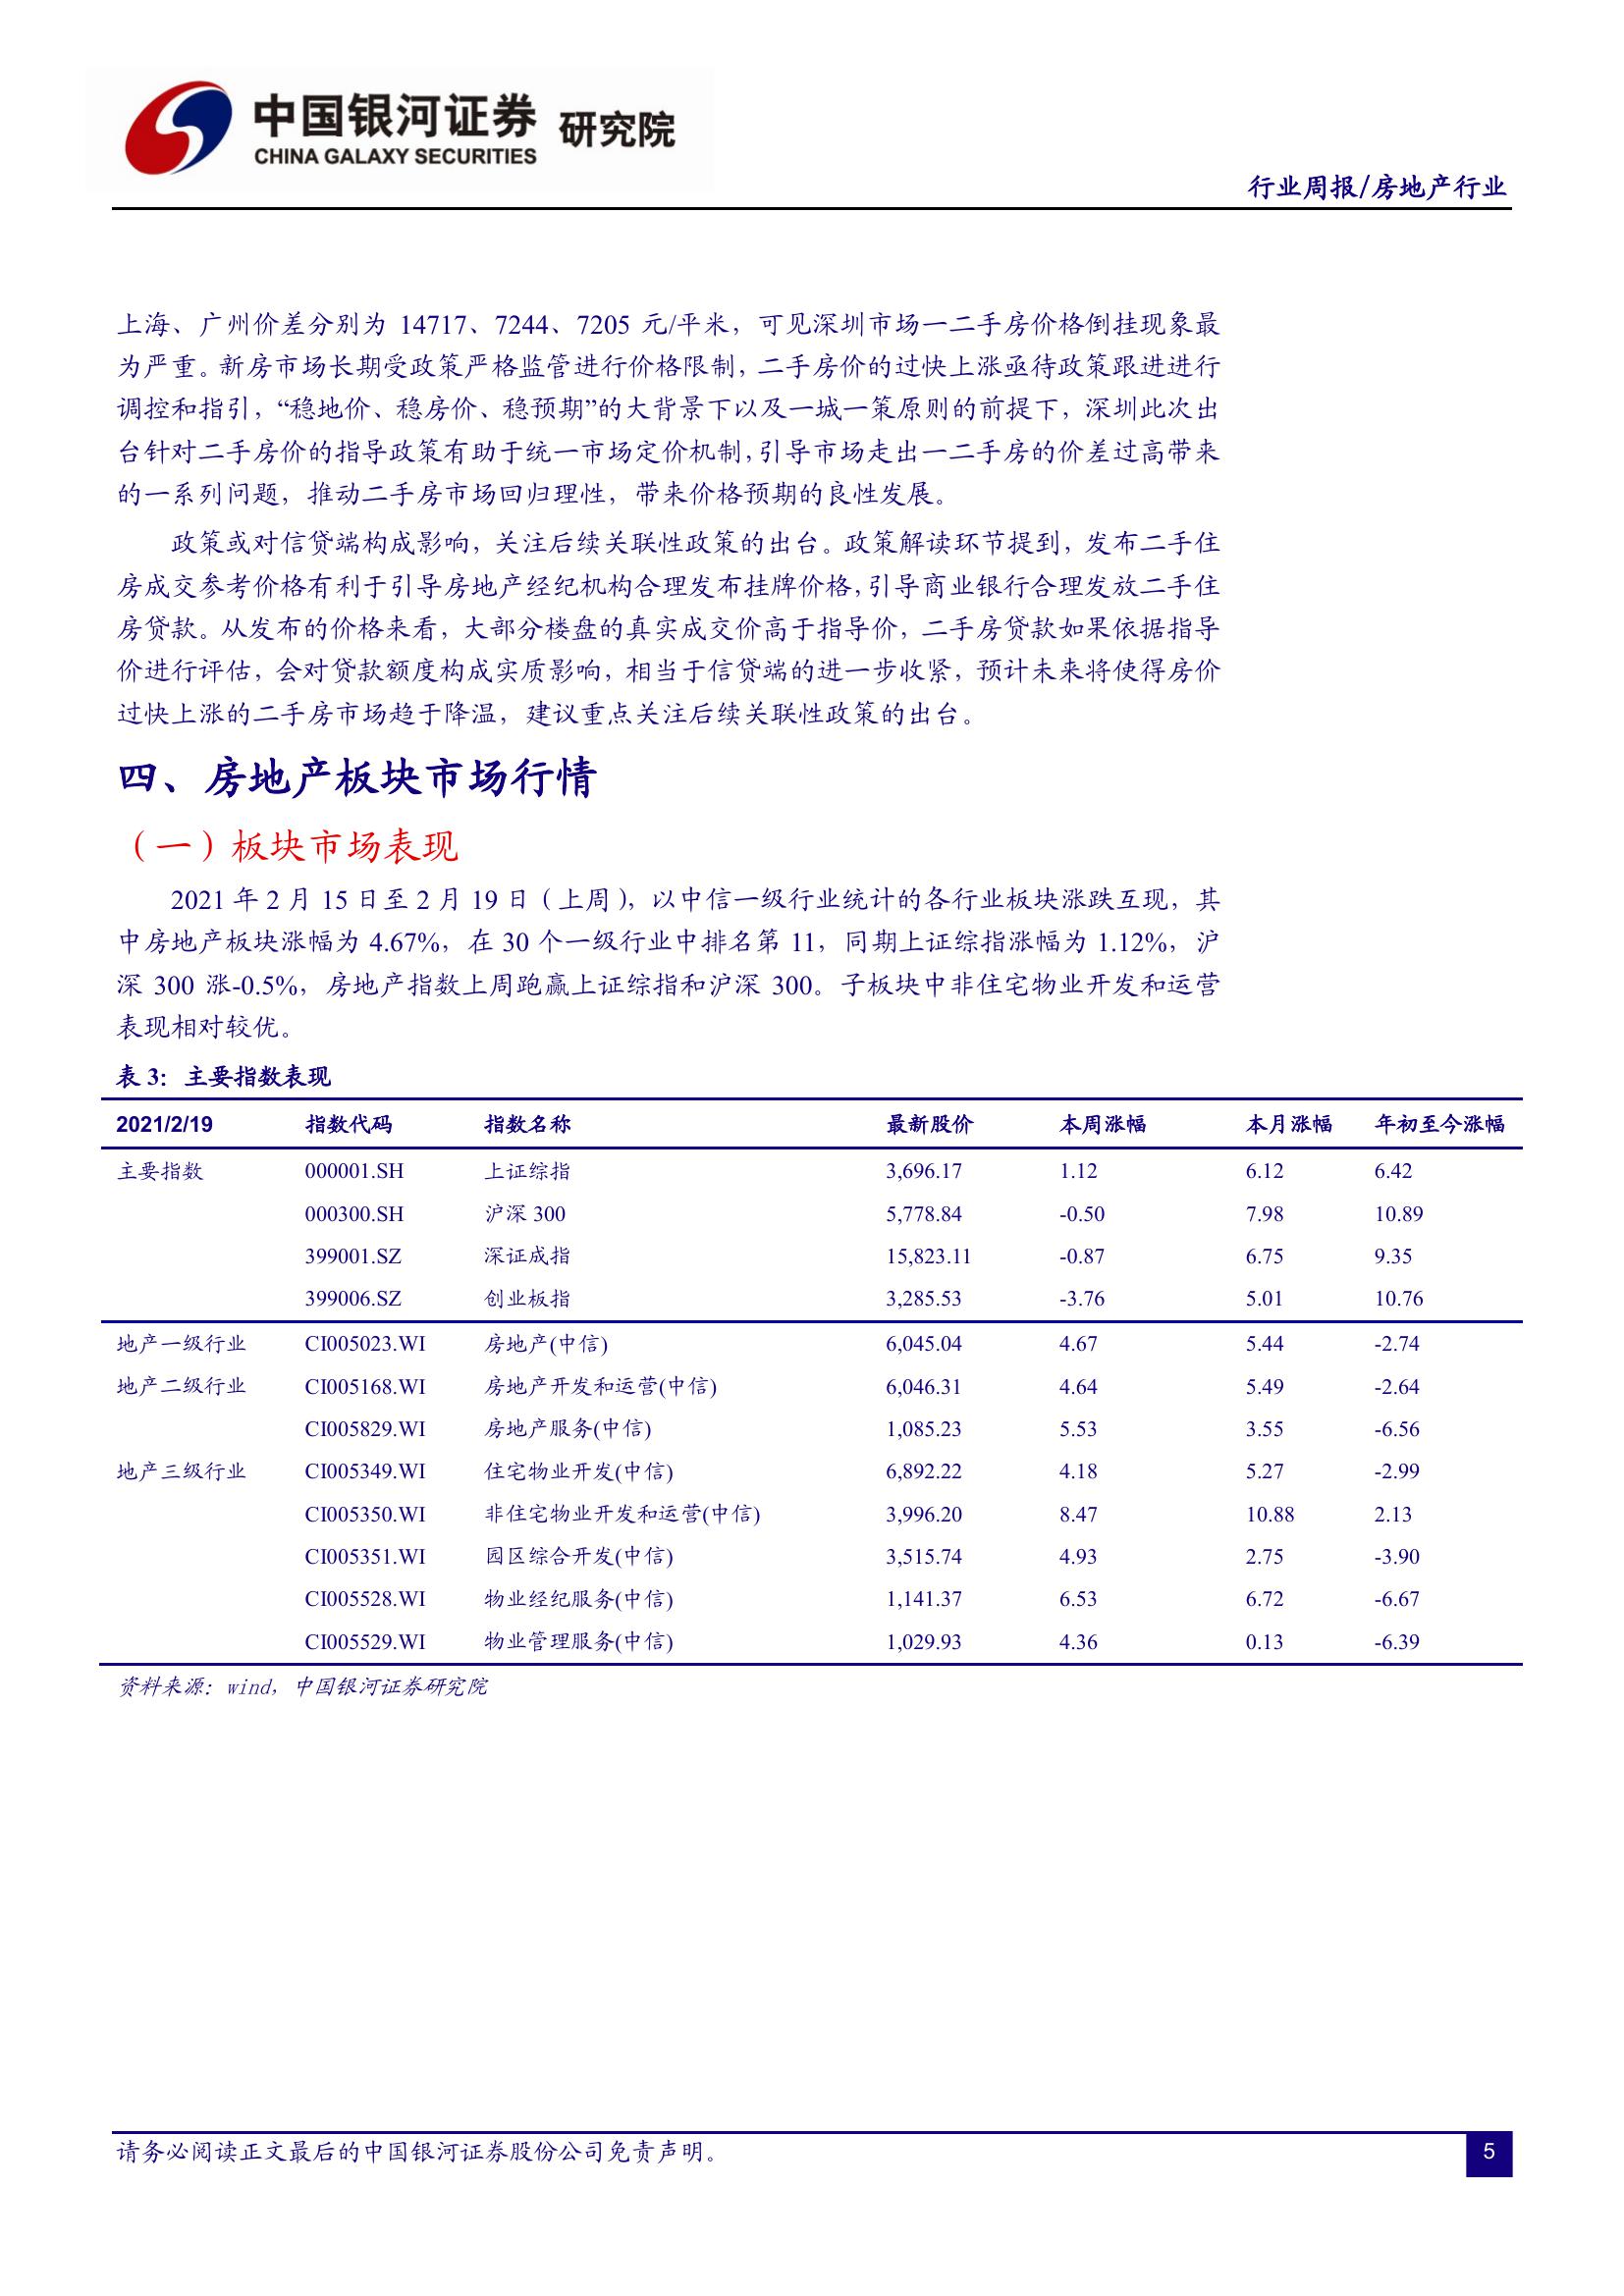 中国银河证券 研究院
CHINA GALAXY SECURITIES
行业周报/房地产行业
上海、广州价差分别为 14717、7244、7205 元/平米，可见深圳市场一二手房价格倒挂现象最
为严重。新房市场长期受政策严格监管进行价格限制，二手房价的过快上涨亟待政策跟进进行
调控和指引，“稳地价、稳房价、稳预期”的大背景下以及一城一策原则的前提下，深圳此次出
台针对二手房价的指导政策有助于统一市场定价机制，引导市场走出一二手房的价差过高带来
的一系列问题，推动二手房市场回归理性，带来价格预期的良性发展。
政策或对信贷端构成影响，关注后续关联性政策的出台。政策解读环节提到，发布二手住
房成交参考价格有利于引导房地产经纪机构合理发布挂牌价格，引导商业银行合理发放二手住
房贷款。从发布的价格来看，大部分楼盘的真实成交价高于指导价，二手房贷款如果依据指导
价进行评估，会对贷款额度构成实质影响，相当于信贷端的进一步收紧，预计未来将使得房价
过快上涨的二手房市场趋于降温，建议重点关注后续关联性政策的出台。
四、房地产板块市场行情
（一）板块市场表现
2021 年 2 月 15 日至 2 月 19 日（上周），以中信一级行业统计的各行业板块涨跌互现，其
中房地产板块涨幅为 4.67%，在 30 个一级行业中排名第 11，同期上证综指涨幅为 1.12%，沪
深 300 涨-0.5%，房地产指数上周跑赢上证综指和沪深 300。子板块中非住宅物业开发和运营
表现相对较优。
表 3：主要指数表现
2021/2/19 指数代码 指数名称 最新股价 本周涨幅 本月涨幅 年初至今涨幅
主要指数 000001.SH 上证综指 3,696.17 1.12 6.12 6.42
000300.SH 沪深 300 5,778.84 -0.50 7.98 10.89
399001.SZ 深证成指 15,823.11 -0.87 6.75 9.35
399006.SZ 创业板指 3,285.53 -3.76 5.01 10.76
地产一级行业 CI005023.WI 房地产(中信) 6,045.04 4.67 5.44 -2.74
地产二级行业 CI005168.WI 房地产开发和运营(中信) 6,046.31 4.64 5.49 -2.64
CI005829.WI 房地产服务(中信) 1,085.23 5.53 3.55 -6.56
地产三级行业 CI005349.WI 住宅物业开发(中信) 6,892.22 4.18 5.27 -2.99
CI005350.WI 非住宅物业开发和运营(中信) 3,996.20 8.47 10.88 2.13
CI005351.WI 园区综合开发(中信) 3,515.74 4.93 2.75 -3.90
CI005528.WI 物业经纪服务(中信) 1,141.37 6.53 6.72 -6.67
CI005529.WI 物业管理服务(中信) 1,029.93 4.36 0.13 -6.39
资料来源：wind，中国银河证券研究院
请务必阅读正文最后的中国银河证券股份公司免责声明。
5